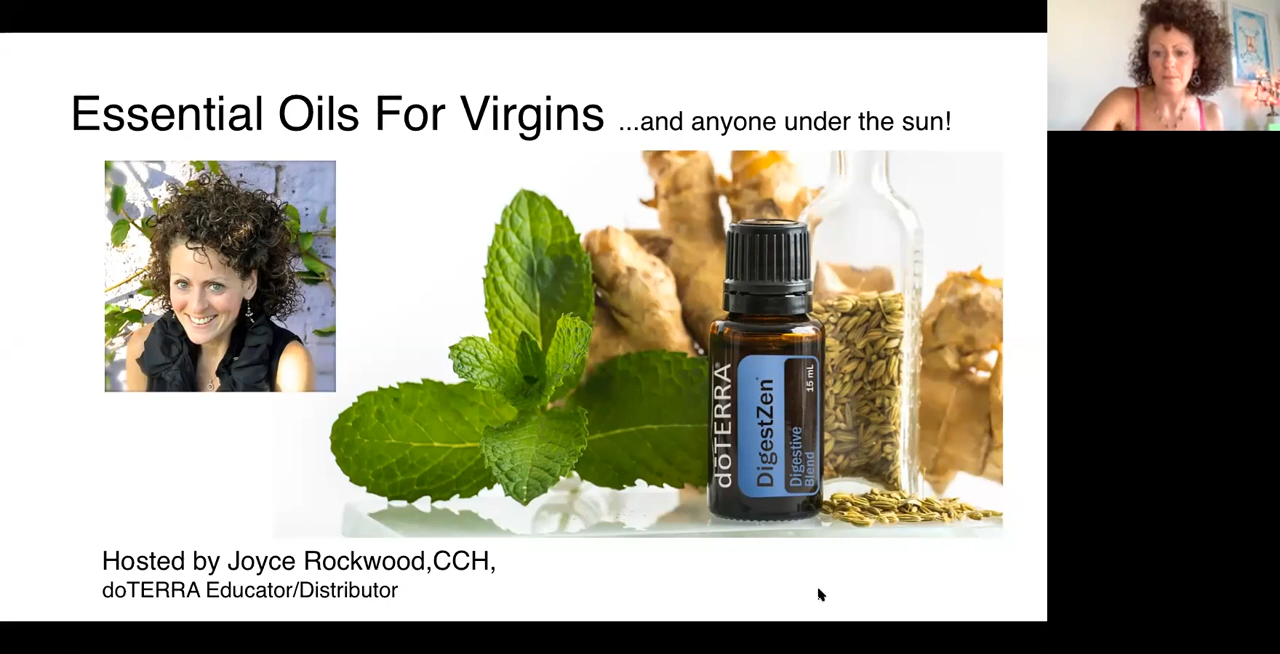 Essential Oils For Virgins ...and anyone under the sun!
dōTERRA®
DigestZen®
Digestive
Blend
15 mL
Hosted by Joyce Rockwood,CCH,
doTERRA Educator/Distributor